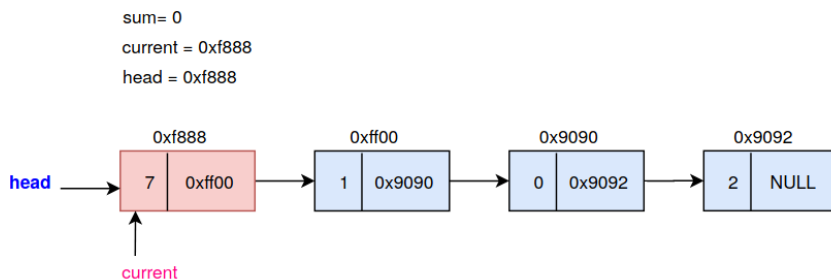 sum= 0
current = 0xf888
head = 0xf888
0xf888 0xff00 0x9090 0x9092
head 7 0xff00 1 0x9090 0 0x9092 2 NULL
current